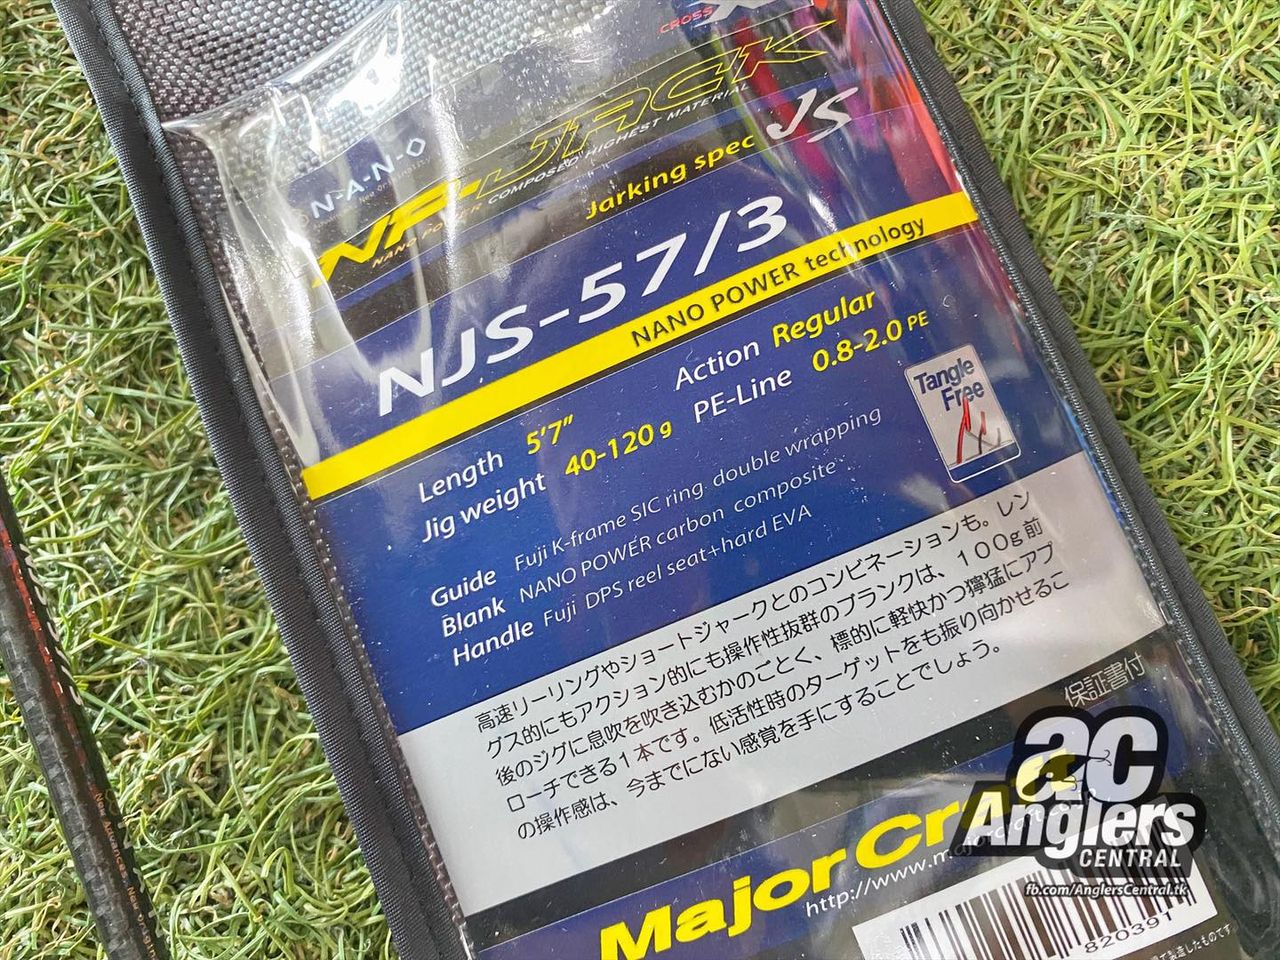 CROSS X
N-A-N-O
NP-JACK
NANO POWER COMPOSED HIGHEST MATERIAL
Jarking spec JS
NJS-57/3
NANO POWER technology
Length 5'7" Action Regular
Jig weight 40-120 g PE-Line 0.8-2.0 PE
Tangle
Free
Guide Fuji K-frame SIC ring double wrapping
Blank NANO POWER carbon composite
Handle Fuji DPS reel seat+hard EVA
高速リーリングやショートジャークとのコンビネーションも。レン
グス的にもアクション的にも操作性抜群のブランクは、100g前
後のジグに息吹を吹き込むかのごとく、標的に軽快かつ獰猛にアプ
ローチできる1本です。低活性時のターゲットをも振り向かせるこ
の操作感は、今までにない感覚を手にすることでしょう。
保証書付
Major Cra
http://www.majorcraft
820391
で製造したものです
ac
Anglers
CENTRAL
fb.com/AnglersCentral.tk